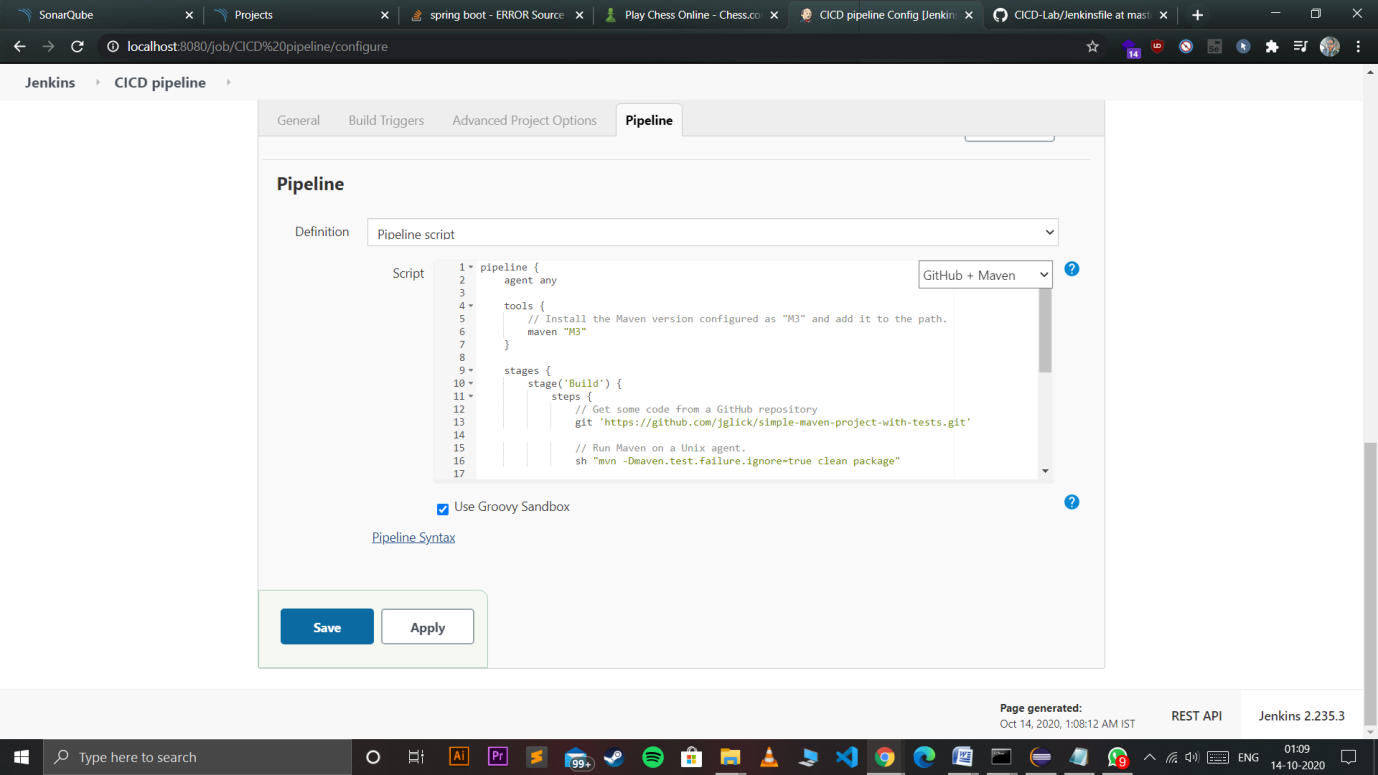 SonarQube
Projects
spring boot - ERROR Source
Play Chess Online - Chess.co
CICD pipeline Config [Jenkins
CICD-Lab/Jenkinsfile at mast
localhost:8080/job/CICD%20pipeline/configure
14
Jenkins
CICD pipeline
General
Build Triggers
Advanced Project Options
Pipeline
Pipeline
Definition
Pipeline script
Script
GitHub + Maven
1 pipeline {
2 agent any
3
4 tools {
5 // Install the Maven version configured as "M3" and add it to the path.
6 maven "M3"
7 }
8
9 stages {
10 stage('Build') {
11 steps {
12 // Get some code from a GitHub repository
13 git 'https://github.com/jglick/simple-maven-project-with-tests.git'
14
15 // Run Maven on a Unix agent.
16 sh "mvn -Dmaven.test.failure.ignore=true clean package"
17
Use Groovy Sandbox
Pipeline Syntax
Save
Apply
Page generated:
Oct 14, 2020, 1:08:12 AM IST
REST API
Jenkins 2.235.3
Type here to search
Ai
Pr
99+
9
ENG
01:09
14-10-2020